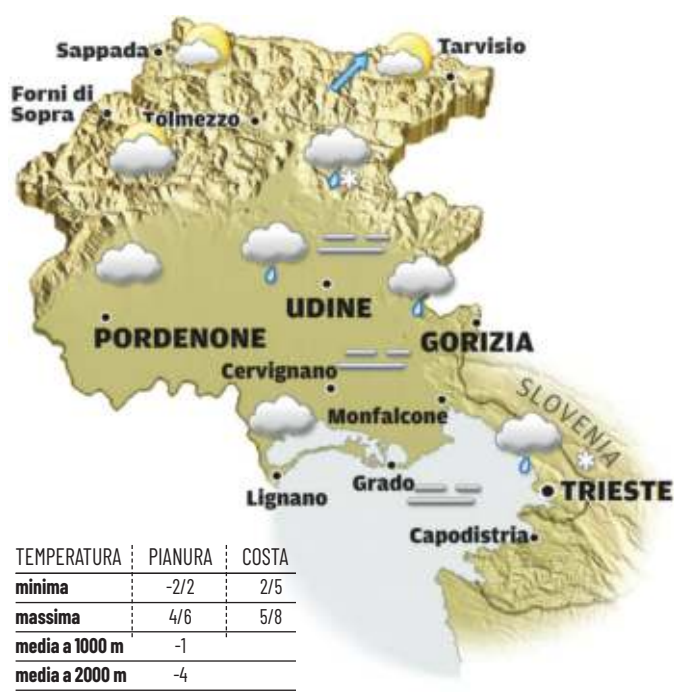 Sappada
Tarvisio
Forni di
Sopra
Tolmezzo
UDINE
PORDENONE
GORIZIA
Cervignano
SLOVENIA
Monfalcone
Grado
Lignano
TRIESTE
Capodistria
TEMPERATURA PIANURA COSTA
minima -2/2 2/5
massima 4/6 5/8
media a 1000 m -1
media a 2000 m -4